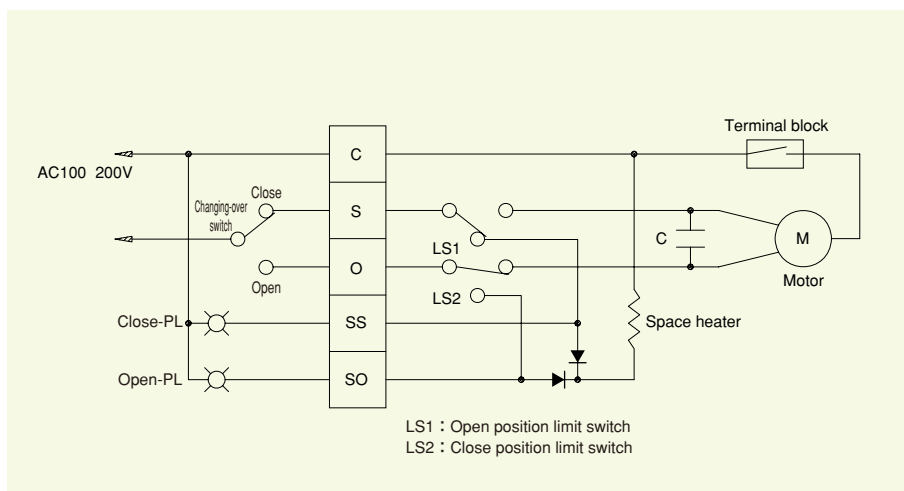 Terminal block
C
AC100 200V
Close
Changing-over
switch
S
LS1
C
M
O
Open
LS2
Motor
Close-PL
SS
Space heater
Open-PL
SO
LS1：Open position limit switch
LS2：Close position limit switch